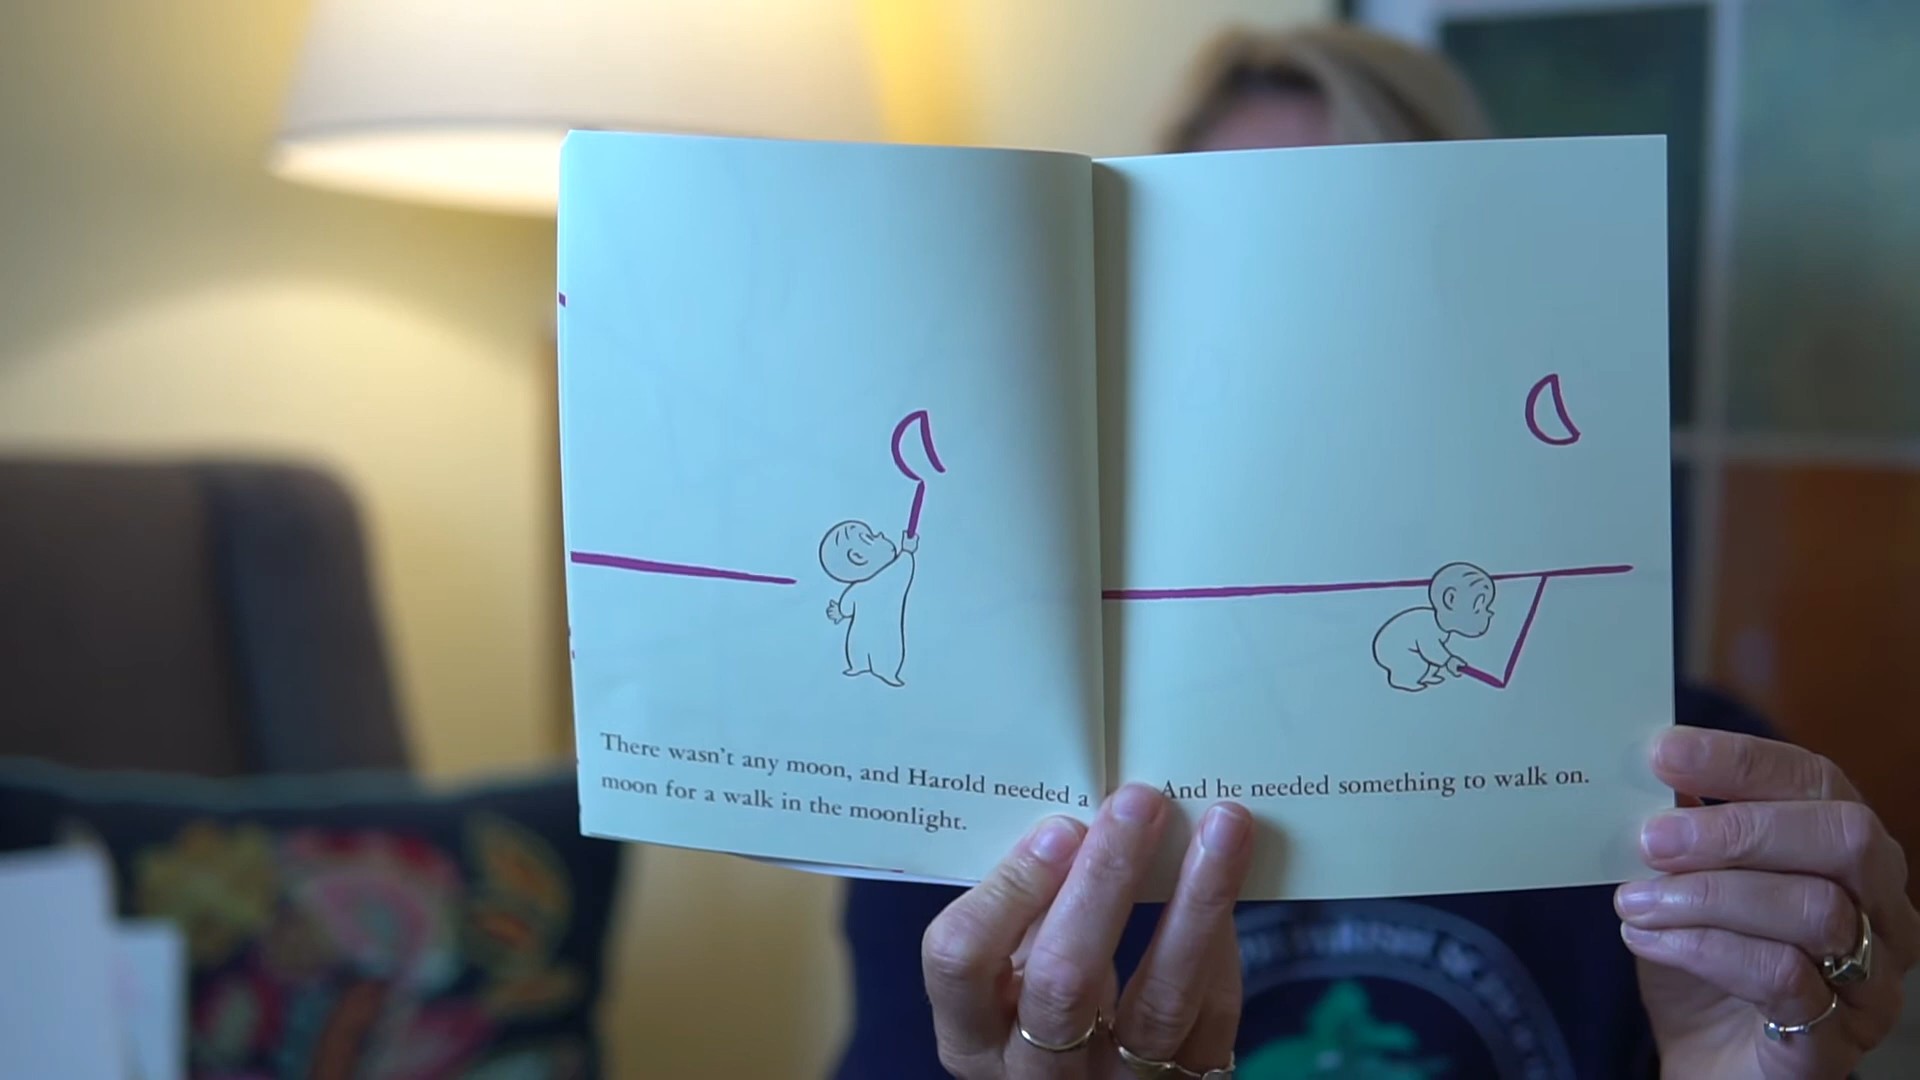 There wasn't any moon, and Harold needed a
moon for a walk in the moonlight.
And he needed something to walk on.